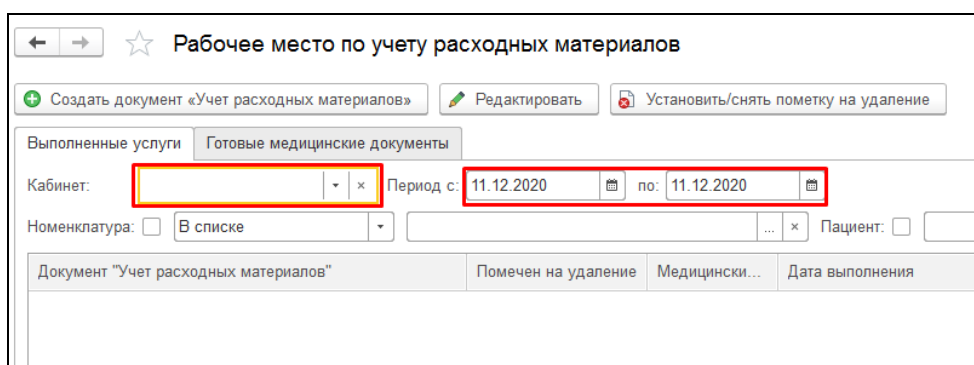 Рабочее место по учету расходных материалов
Создать документ «Учет расходных материалов» Редактировать Установить/снять пометку на удаление
Выполненные услуги Готовые медицинские документы
Кабинет: Период с: 11.12.2020 по: 11.12.2020
Номенклатура: В списке ... Пациент:
Документ "Учет расходных материалов" Помечен на удаление Медицински... Дата выполнения